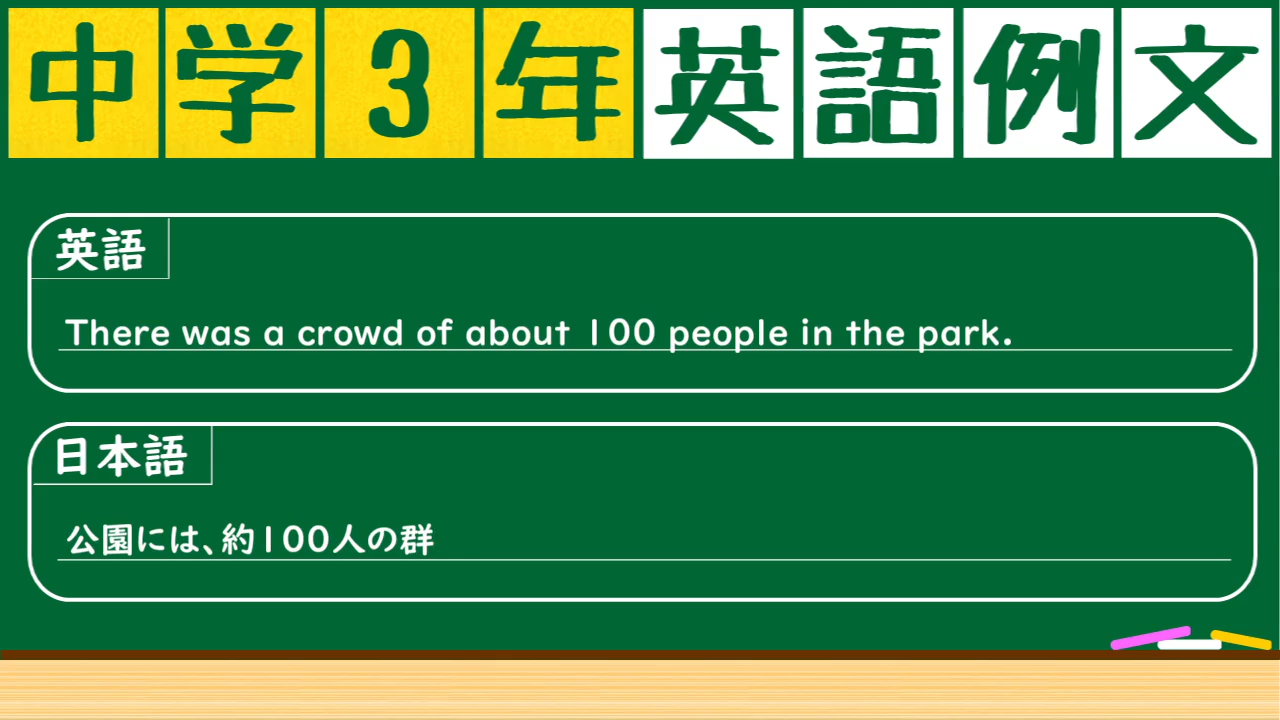 中学3年英語例文
英語
There was a crowd of about 100 people in the park.
日本語
公園には、約100人の群